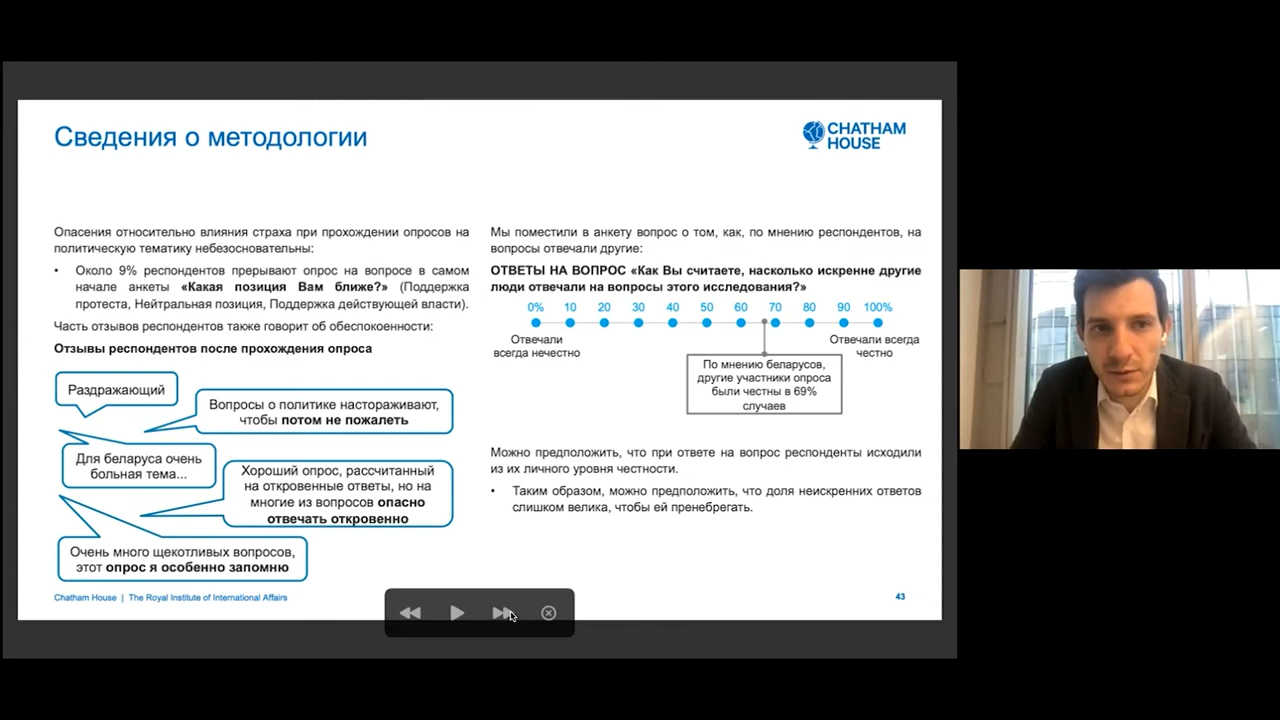 Сведения о методологии
CHATHAM
HOUSE
Опасения относительно влияния страха при прохождении опросов на
политическую тематику небезосновательны:
• Около 9% респондентов прерывают опрос на вопросе в самом
начале анкеты «Какая позиция Вам ближе?» (Поддержка
протеста, Нейтральная позиция, Поддержка действующей власти).
Часть отзывов респондентов также говорит об обеспокоенности:
Отзывы респондентов после прохождения опроса
Раздражающий
Вопросы о политике настораживают,
чтобы потом не пожалеть
Для беларуса очень
больная тема...
Хороший опрос, рассчитанный
на откровенные ответы, но на
многие из вопросов опасно
отвечать откровенно
Очень много щекотливых вопросов,
этот опрос я особенно запомню
Мы поместили в анкету вопрос о том, как, по мнению респондентов, на
вопросы отвечали другие:
ОТВЕТЫ НА ВОПРОС «Как Вы считаете, насколько искренне другие
люди отвечали на вопросы этого исследования?»
0% 10 20 30 40 50 60 70 80 90 100%
Отвечали
всегда нечестно
Отвечали всегда
честно
По мнению беларусов,
другие участники опроса
были честны в 69%
случаев
Можно предположить, что при ответе на вопрос респонденты исходили
из их личного уровня честности.
• Таким образом, можно предположить, что доля неискренних ответов
слишком велика, чтобы ей пренебрегать.
Chatham House | The Royal Institute of International Affairs
43